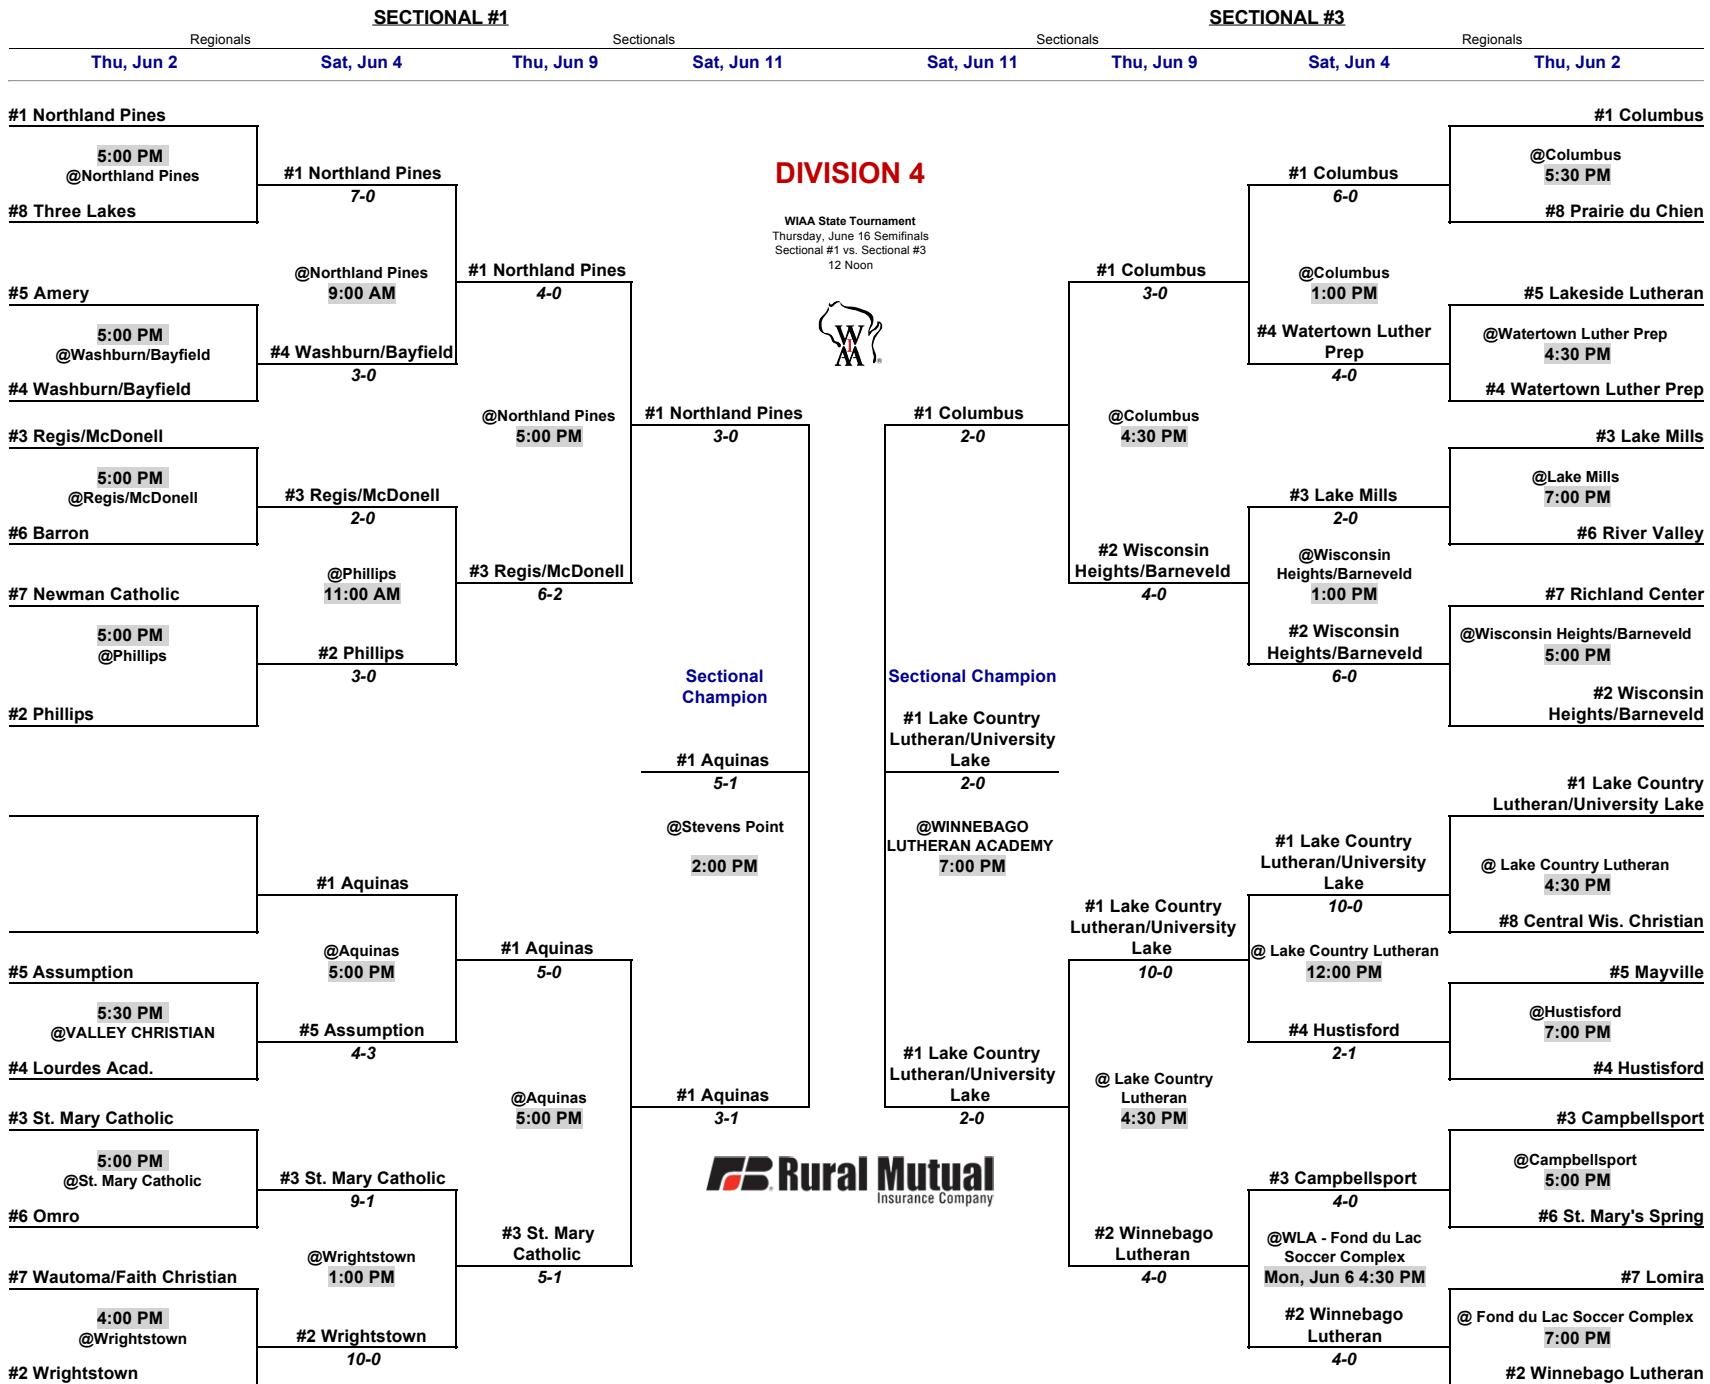 SECTIONAL #1
SECTIONAL #3
Regionals
Sectionals
Sectionals
Regionals
Thu, Jun 2
Sat, Jun 4
Thu, Jun 9
Sat, Jun 11
Sat, Jun 11
Thu, Jun 9
Sat, Jun 4
Thu, Jun 2
#1 Northland Pines
5:00 PM
@Northland Pines
#8 Three Lakes
#5 Amery
5:00 PM
@Washburn/Bayfield
#4 Washburn/Bayfield
#3 Regis/McDonell
5:00 PM
@Regis/McDonell
#6 Barron
#7 Newman Catholic
5:00 PM
@Phillips
#2 Phillips
#5 Assumption
5:30 PM
@VALLEY CHRISTIAN
#4 Lourdes Acad.
#3 St. Mary Catholic
5:00 PM
@St. Mary Catholic
#6 Omro
#7 Wautoma/Faith Christian
4:00 PM
@Wrightstown
#2 Wrightstown
#1 Northland Pines
7-0
@Northland Pines
9:00 AM
#4 Washburn/Bayfield
3-0
#3 Regis/McDonell
2-0
@Phillips
11:00 AM
#2 Phillips
3-0
#1 Aquinas
@Aquinas
5:00 PM
#5 Assumption
4-3
#3 St. Mary Catholic
9-1
@Wrightstown
1:00 PM
#2 Wrightstown
10-0
#1 Northland Pines
4-0
@Northland Pines
5:00 PM
#3 Regis/McDonell
6-2
#1 Aquinas
5-0
@Aquinas
5:00 PM
#3 St. Mary
Catholic
5-1
#1 Northland Pines
3-0
Sectional
Champion
#1 Aquinas
5-1
@Stevens Point
2:00 PM
#1 Aquinas
3-1
DIVISION 4
WIAA State Tournament
Thursday, June 16 Semifinals
Sectional #1 vs. Sectional #3
12 Noon
W
I
AA
®
Rural Mutual
Insurance Company
#1 Columbus
2-0
Sectional Champion
#1 Lake Country
Lutheran/University
Lake
2-0
@WINNEBAGO
LUTHERAN ACADEMY
7:00 PM
#1 Lake Country
Lutheran/University
Lake
2-0
#1 Columbus
3-0
@Columbus
4:30 PM
#2 Wisconsin
Heights/Barneveld
4-0
#1 Lake Country
Lutheran/University
Lake
10-0
@ Lake Country
Lutheran
4:30 PM
#2 Winnebago
Lutheran
4-0
#1 Columbus
6-0
@Columbus
1:00 PM
#4 Watertown Luther
Prep
4-0
#3 Lake Mills
2-0
@Wisconsin
Heights/Barneveld
1:00 PM
#2 Wisconsin
Heights/Barneveld
6-0
#1 Lake Country
Lutheran/University
Lake
10-0
@ Lake Country Lutheran
12:00 PM
#4 Hustisford
2-1
#3 Campbellsport
4-0
@WLA - Fond du Lac
Soccer Complex
Mon, Jun 6 4:30 PM
#2 Winnebago
Lutheran
4-0
#1 Columbus
@Columbus
5:30 PM
#8 Prairie du Chien
#5 Lakeside Lutheran
@Watertown Luther Prep
4:30 PM
#4 Watertown Luther Prep
#3 Lake Mills
@Lake Mills
7:00 PM
#6 River Valley
#7 Richland Center
@Wisconsin Heights/Barneveld
5:00 PM
#2 Wisconsin
Heights/Barneveld
#1 Lake Country
Lutheran/University Lake
@ Lake Country Lutheran
4:30 PM
#8 Central Wis. Christian
#5 Mayville
@Hustisford
7:00 PM
#4 Hustisford
#3 Campbellsport
@Campbellsport
5:00 PM
#6 St. Mary's Spring
#7 Lomira
@ Fond du Lac Soccer Complex
7:00 PM
#2 Winnebago Lutheran